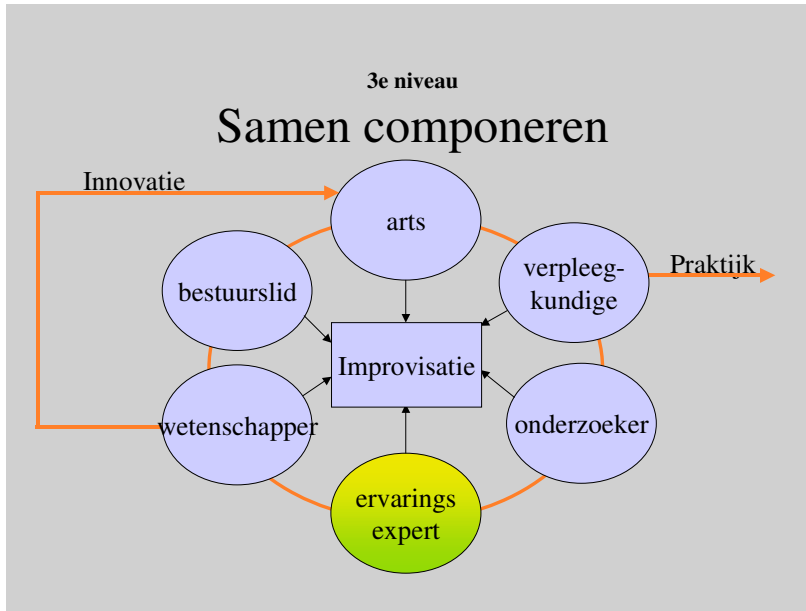 3e niveau
Samen componeren
Innovatie
arts
verpleeg-
kundige
Praktijk
bestuurslid
Improvisatie
wetenschapper
onderzoeker
ervarings
expert